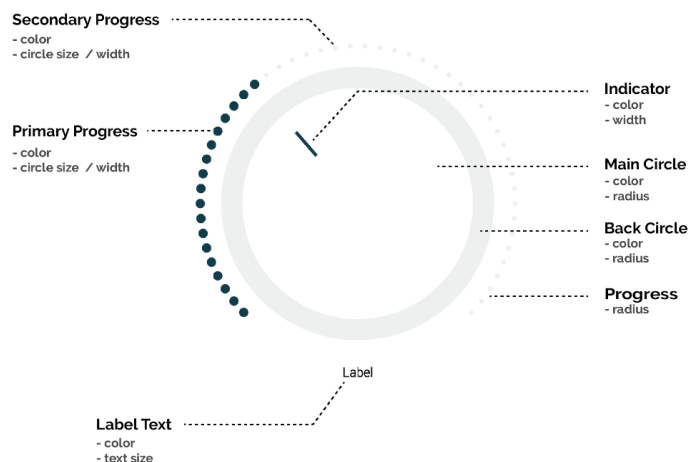 Secondary Progress
- color
- circle size / width
Indicator
- color
- width
Primary Progress
- color
- circle size / width
Main Circle
- color
- radius
Back Circle
- color
- radius
Progress
- radius
Label
Label Text
- color
- text size